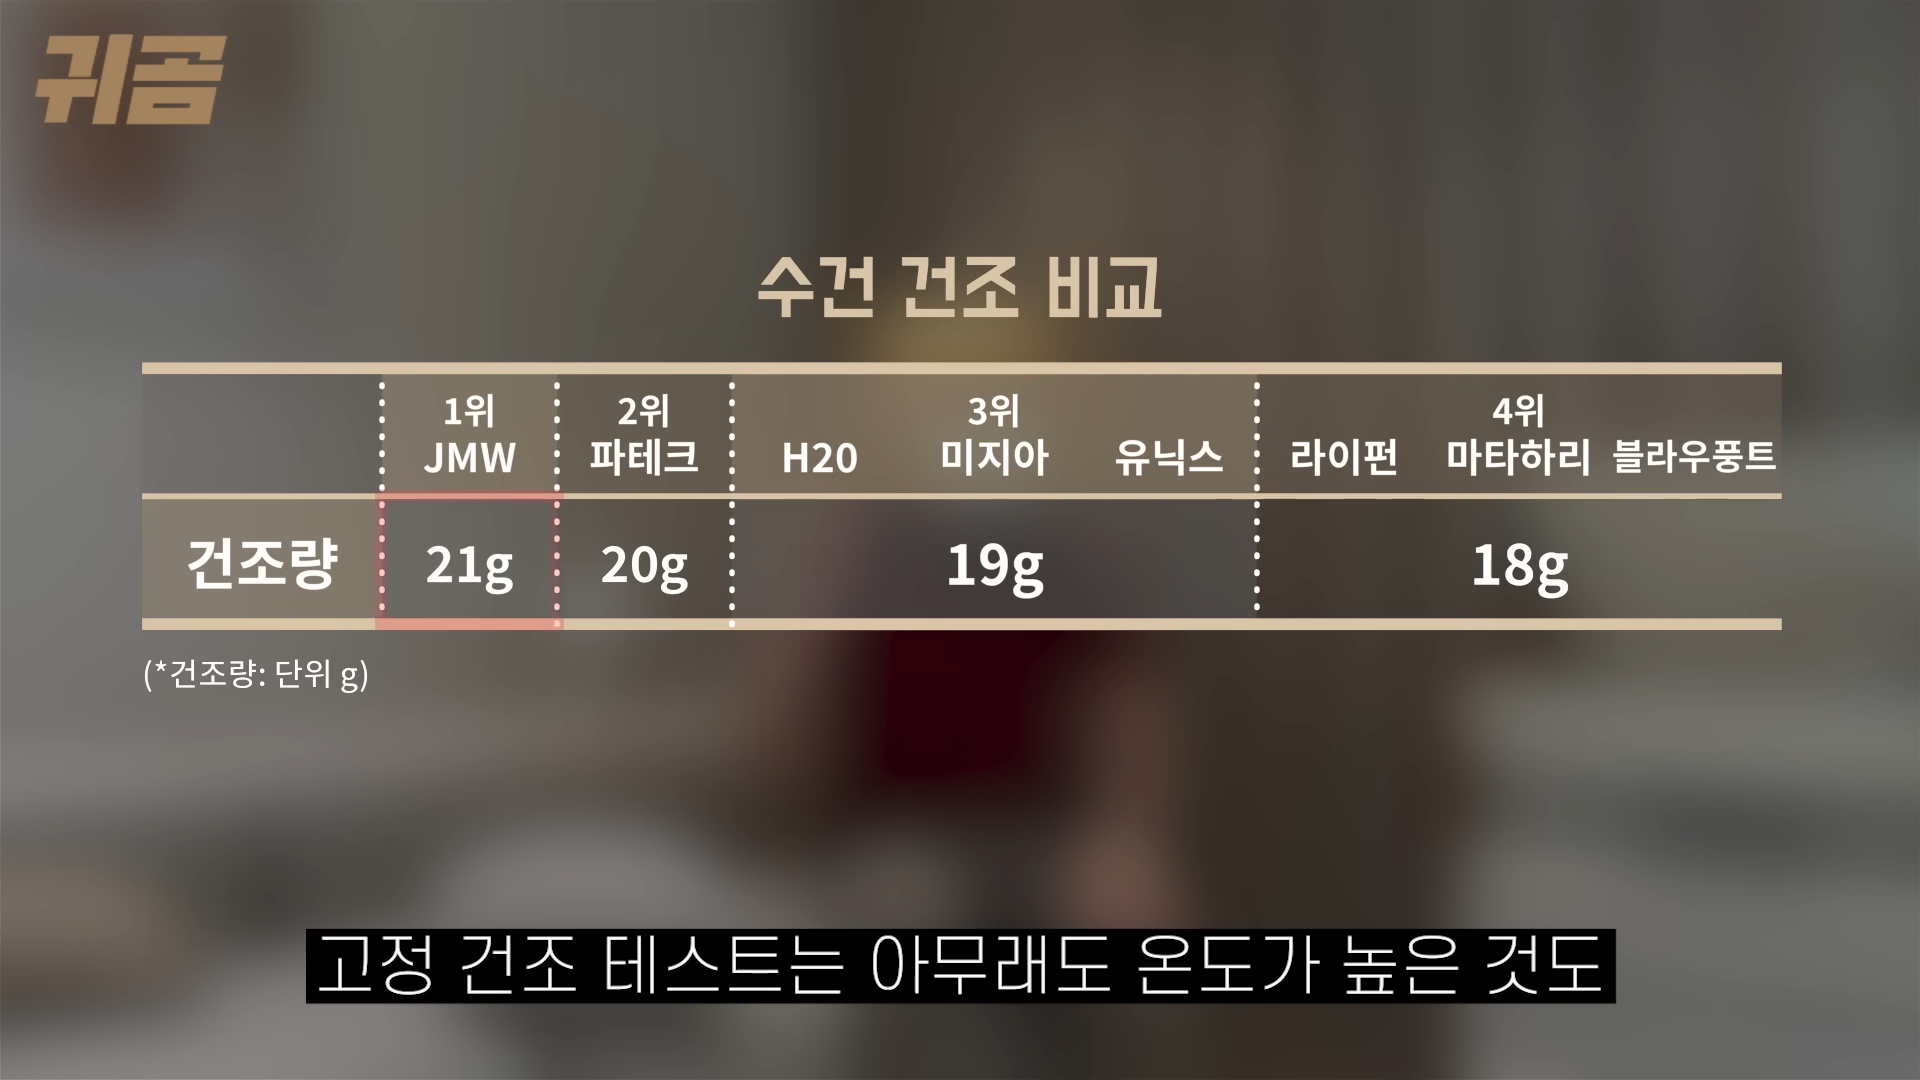 귀곰
수건 건조 비교
1위 2위 3위 4위
JMW 파테크 H20 미지아 유닉스 라이펀 마타하리 블라우풍트
건조량 21g 20g 19g 18g
(*건조량: 단위 g)
고정 건조 테스트는 아무래도 온도가 높은 것도